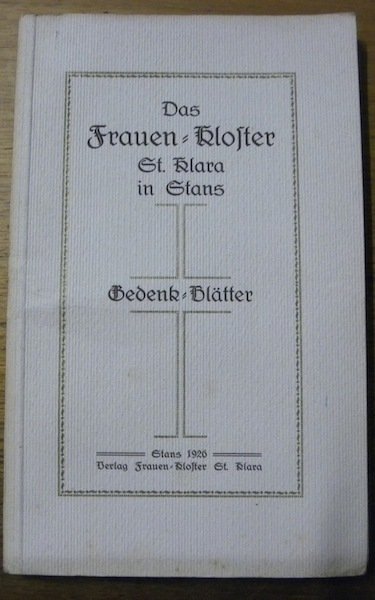 Das
Frauen-Kloster
St. Klara
in Stans
Gedenk-Blätter
Stans 1926
Verlag Frauen-Kloster St. Klara